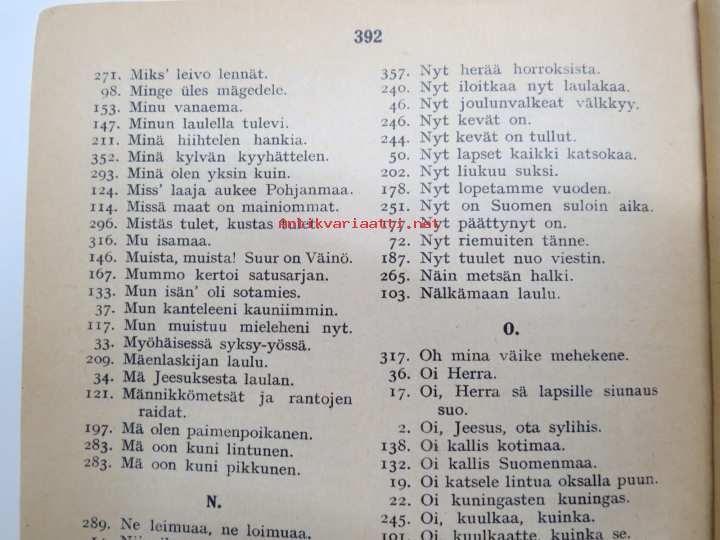 392
271. Miks' leivo lennät.
98. Minge üles mägedele.
153. Minu vanaema.
147. Minun laulella tulevi.
211. Minä hiihtelen hankia.
352. Minä kylvän kyyhättelen.
293. Minä olen yksin kuin.
124. Miss' laaja aukee Pohjanmaa.
114. Missä maat on mainiommat.
296. Mistäs tulet, kustas
316. Mu isamaa.
146. Muista, muista! Suur on Väinö.
167. Mummo kertoi satusarjan.
133. Mun isän' oli sotamies.
37. Mun kanteleeni kauniimmin.
117. Mun muistuu mieleheni nyt.
33. Myöhäisessä syksy-yössä.
209. Mäenlaskijan laulu.
34. Mä Jeesuksesta laulan.
121. Männikkömetsät ja rantojen
raidat.
197. Mä olen paimenpoikanen.
283. Mä oon kuni lintunen.
283. Mä oon kuni pikkunen.
N.
289. Ne leimuaa, ne loimuaa.
357. Nyt herää horroksista.
240. Nyt iloitkaa nyt laulakaa.
46. Nyt joulunvalkeat välkkyy.
246. Nyt kevät on.
244. Nyt kevät on tullut.
50. Nyt lapset kaikki katsokaa.
202. Nyt liukuu suksi.
178. Nyt lopetamme vuoden.
251. Nyt on Suomen suloin aika.
Nyt päättynyt on.
72. Nyt riemuiten tänne.
187. Nyt tuulet nuo viestin.
265. Näin metsän halki.
103. Nälkämaan laulu.
O.
317. Oh mina väike mehekene.
36. Oi Herra.
17. Oi, Herra sä lapsille siunaus
suo.
2. Oi, Jeesus, ota sylihis.
138. Oi kallis kotimaa.
132. Oi kallis Suomenmaa.
19. Oi katsele lintua oksalla puun.
22. Oi kuningasten kuningas.
245. Oi, kuulkaa, kuinka.
101. Oi, kuulkaatte, kuinka se.
Antikvariaatti.net